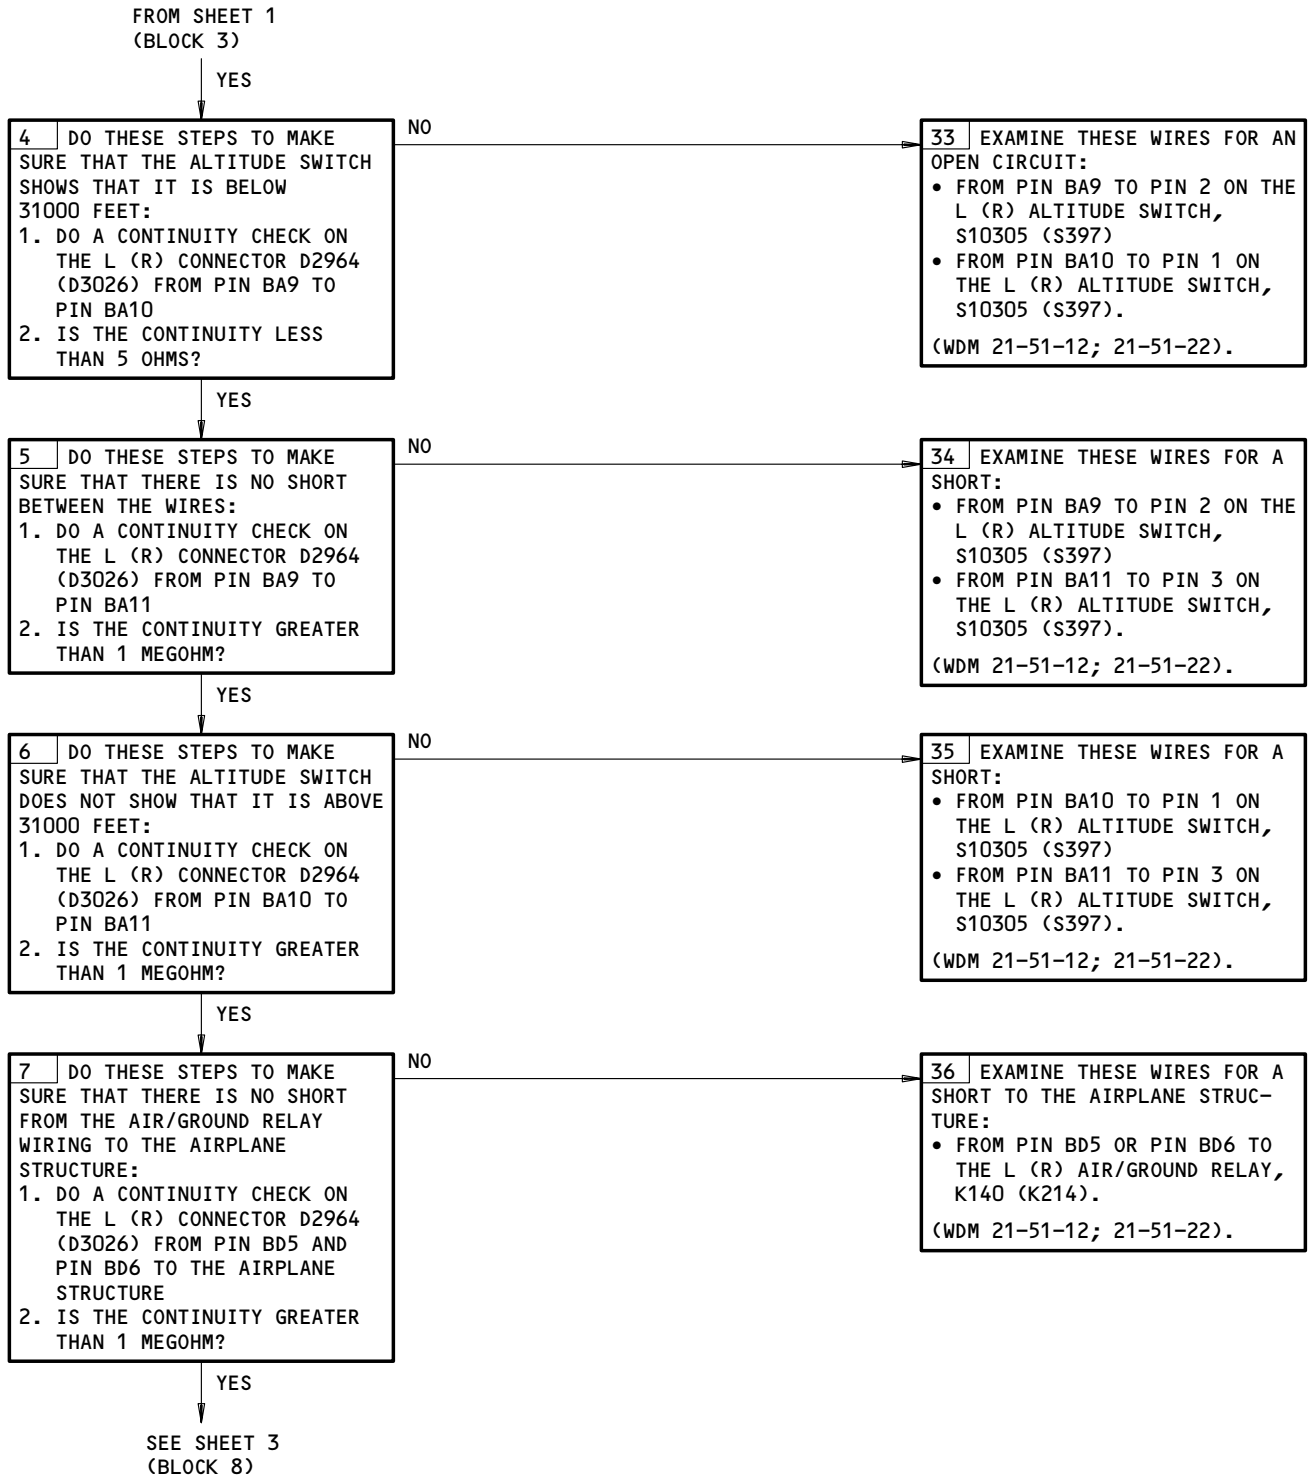 FROM SHEET 1
(BLOCK 3)
YES
4 DO THESE STEPS TO MAKE
SURE THAT THE ALTITUDE SWITCH
SHOWS THAT IT IS BELOW
31000 FEET:
1. DO A CONTINUITY CHECK ON
THE L (R) CONNECTOR D2964
(D3026) FROM PIN BA9 TO
PIN BA10
2. IS THE CONTINUITY LESS
THAN 5 OHMS?
NO
33 EXAMINE THESE WIRES FOR AN
OPEN CIRCUIT:
• FROM PIN BA9 TO PIN 2 ON THE
L (R) ALTITUDE SWITCH,
S10305 (S397)
• FROM PIN BA10 TO PIN 1 ON
THE L (R) ALTITUDE SWITCH,
S10305 (S397).
(WDM 21-51-12; 21-51-22).
YES
5 DO THESE STEPS TO MAKE
SURE THAT THERE IS NO SHORT
BETWEEN THE WIRES:
1. DO A CONTINUITY CHECK ON
THE L (R) CONNECTOR D2964
(D3026) FROM PIN BA9 TO
PIN BA11
2. IS THE CONTINUITY GREATER
THAN 1 MEGOHM?
NO
34 EXAMINE THESE WIRES FOR A
SHORT:
• FROM PIN BA9 TO PIN 2 ON THE
L (R) ALTITUDE SWITCH,
S10305 (S397)
• FROM PIN BA11 TO PIN 3 ON
THE L (R) ALTITUDE SWITCH,
S10305 (S397).
(WDM 21-51-12; 21-51-22).
YES
6 DO THESE STEPS TO MAKE
SURE THAT THE ALTITUDE SWITCH
DOES NOT SHOW THAT IT IS ABOVE
31000 FEET:
1. DO A CONTINUITY CHECK ON
THE L (R) CONNECTOR D2964
(D3026) FROM PIN BA10 TO
PIN BA11
2. IS THE CONTINUITY GREATER
THAN 1 MEGOHM?
NO
35 EXAMINE THESE WIRES FOR A
SHORT:
• FROM PIN BA10 TO PIN 1 ON
THE L (R) ALTITUDE SWITCH,
S10305 (S397)
• FROM PIN BA11 TO PIN 3 ON
THE L (R) ALTITUDE SWITCH,
S10305 (S397).
(WDM 21-51-12; 21-51-22).
YES
7 DO THESE STEPS TO MAKE
SURE THAT THERE IS NO SHORT
FROM THE AIR/GROUND RELAY
WIRING TO THE AIRPLANE
STRUCTURE:
1. DO A CONTINUITY CHECK ON
THE L (R) CONNECTOR D2964
(D3026) FROM PIN BD5 AND
PIN BD6 TO THE AIRPLANE
STRUCTURE
2. IS THE CONTINUITY GREATER
THAN 1 MEGOHM?
NO
36 EXAMINE THESE WIRES FOR A
SHORT TO THE AIRPLANE STRUC-
TURE:
• FROM PIN BD5 OR PIN BD6 TO
THE L (R) AIR/GROUND RELAY,
K140 (K214).
(WDM 21-51-12; 21-51-22).
YES
SEE SHEET 3
(BLOCK 8)